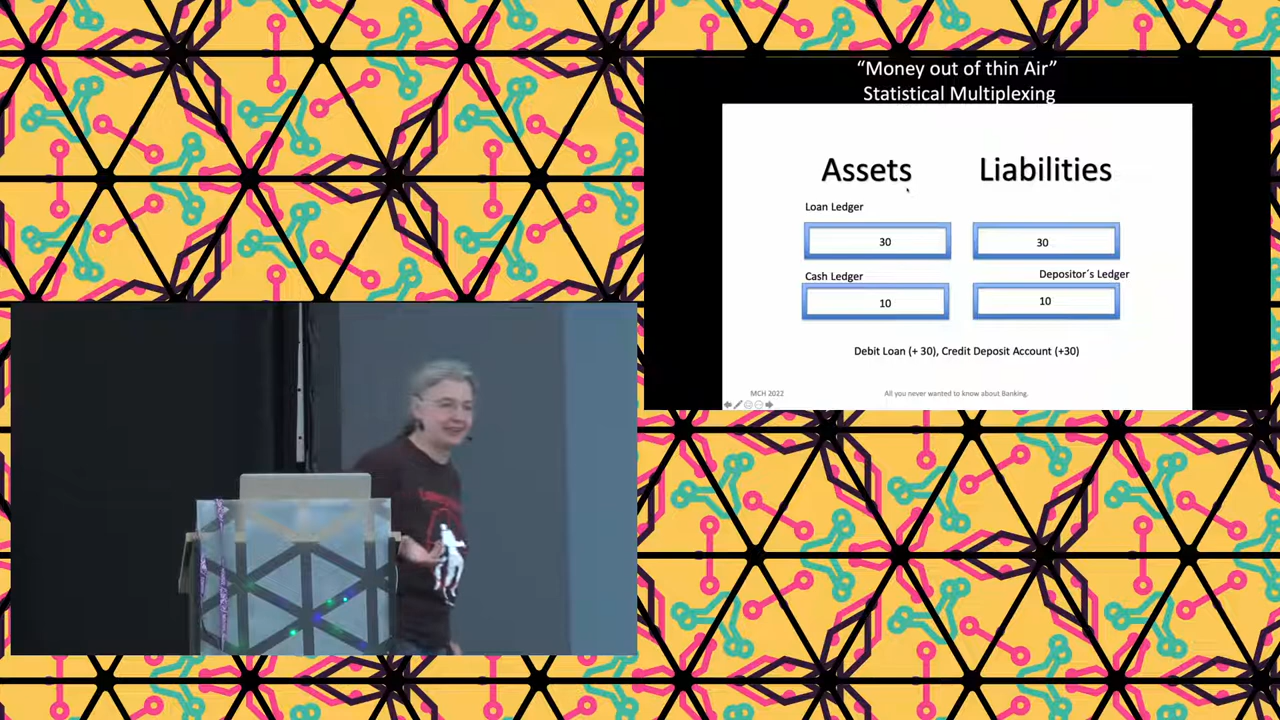 “Money out of thin Air”
Statistical Multiplexing
Assets Liabilities
Loan Ledger
30 30
Cash Ledger Depositor´s Ledger
10 10
Debit Loan (+ 30), Credit Deposit Account (+30)
MCH 2022 All you never wanted to know about Banking.